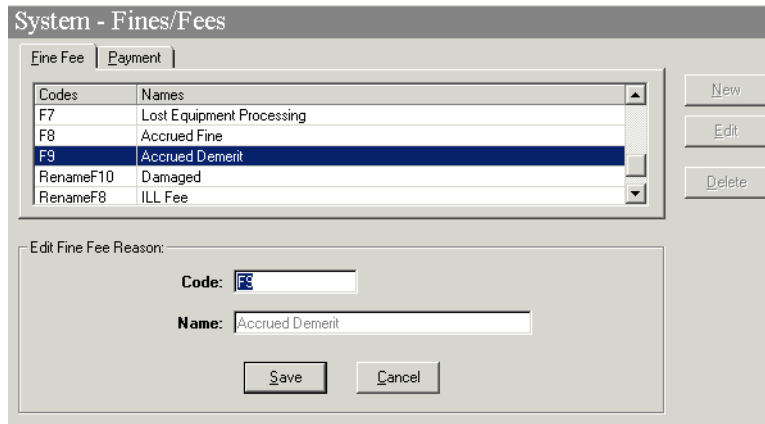 System - Fines/Fees
Fine Fee Payment
Codes Names
F7 Lost Equipment Processing
F8 Accrued Fine
F9 Accrued Demerit
RenameF10 Damaged
RenameF8 ILL Fee
New
Edit
Delete
Edit Fine Fee Reason:
Code: F9
Name: Accrued Demerit
Save Cancel